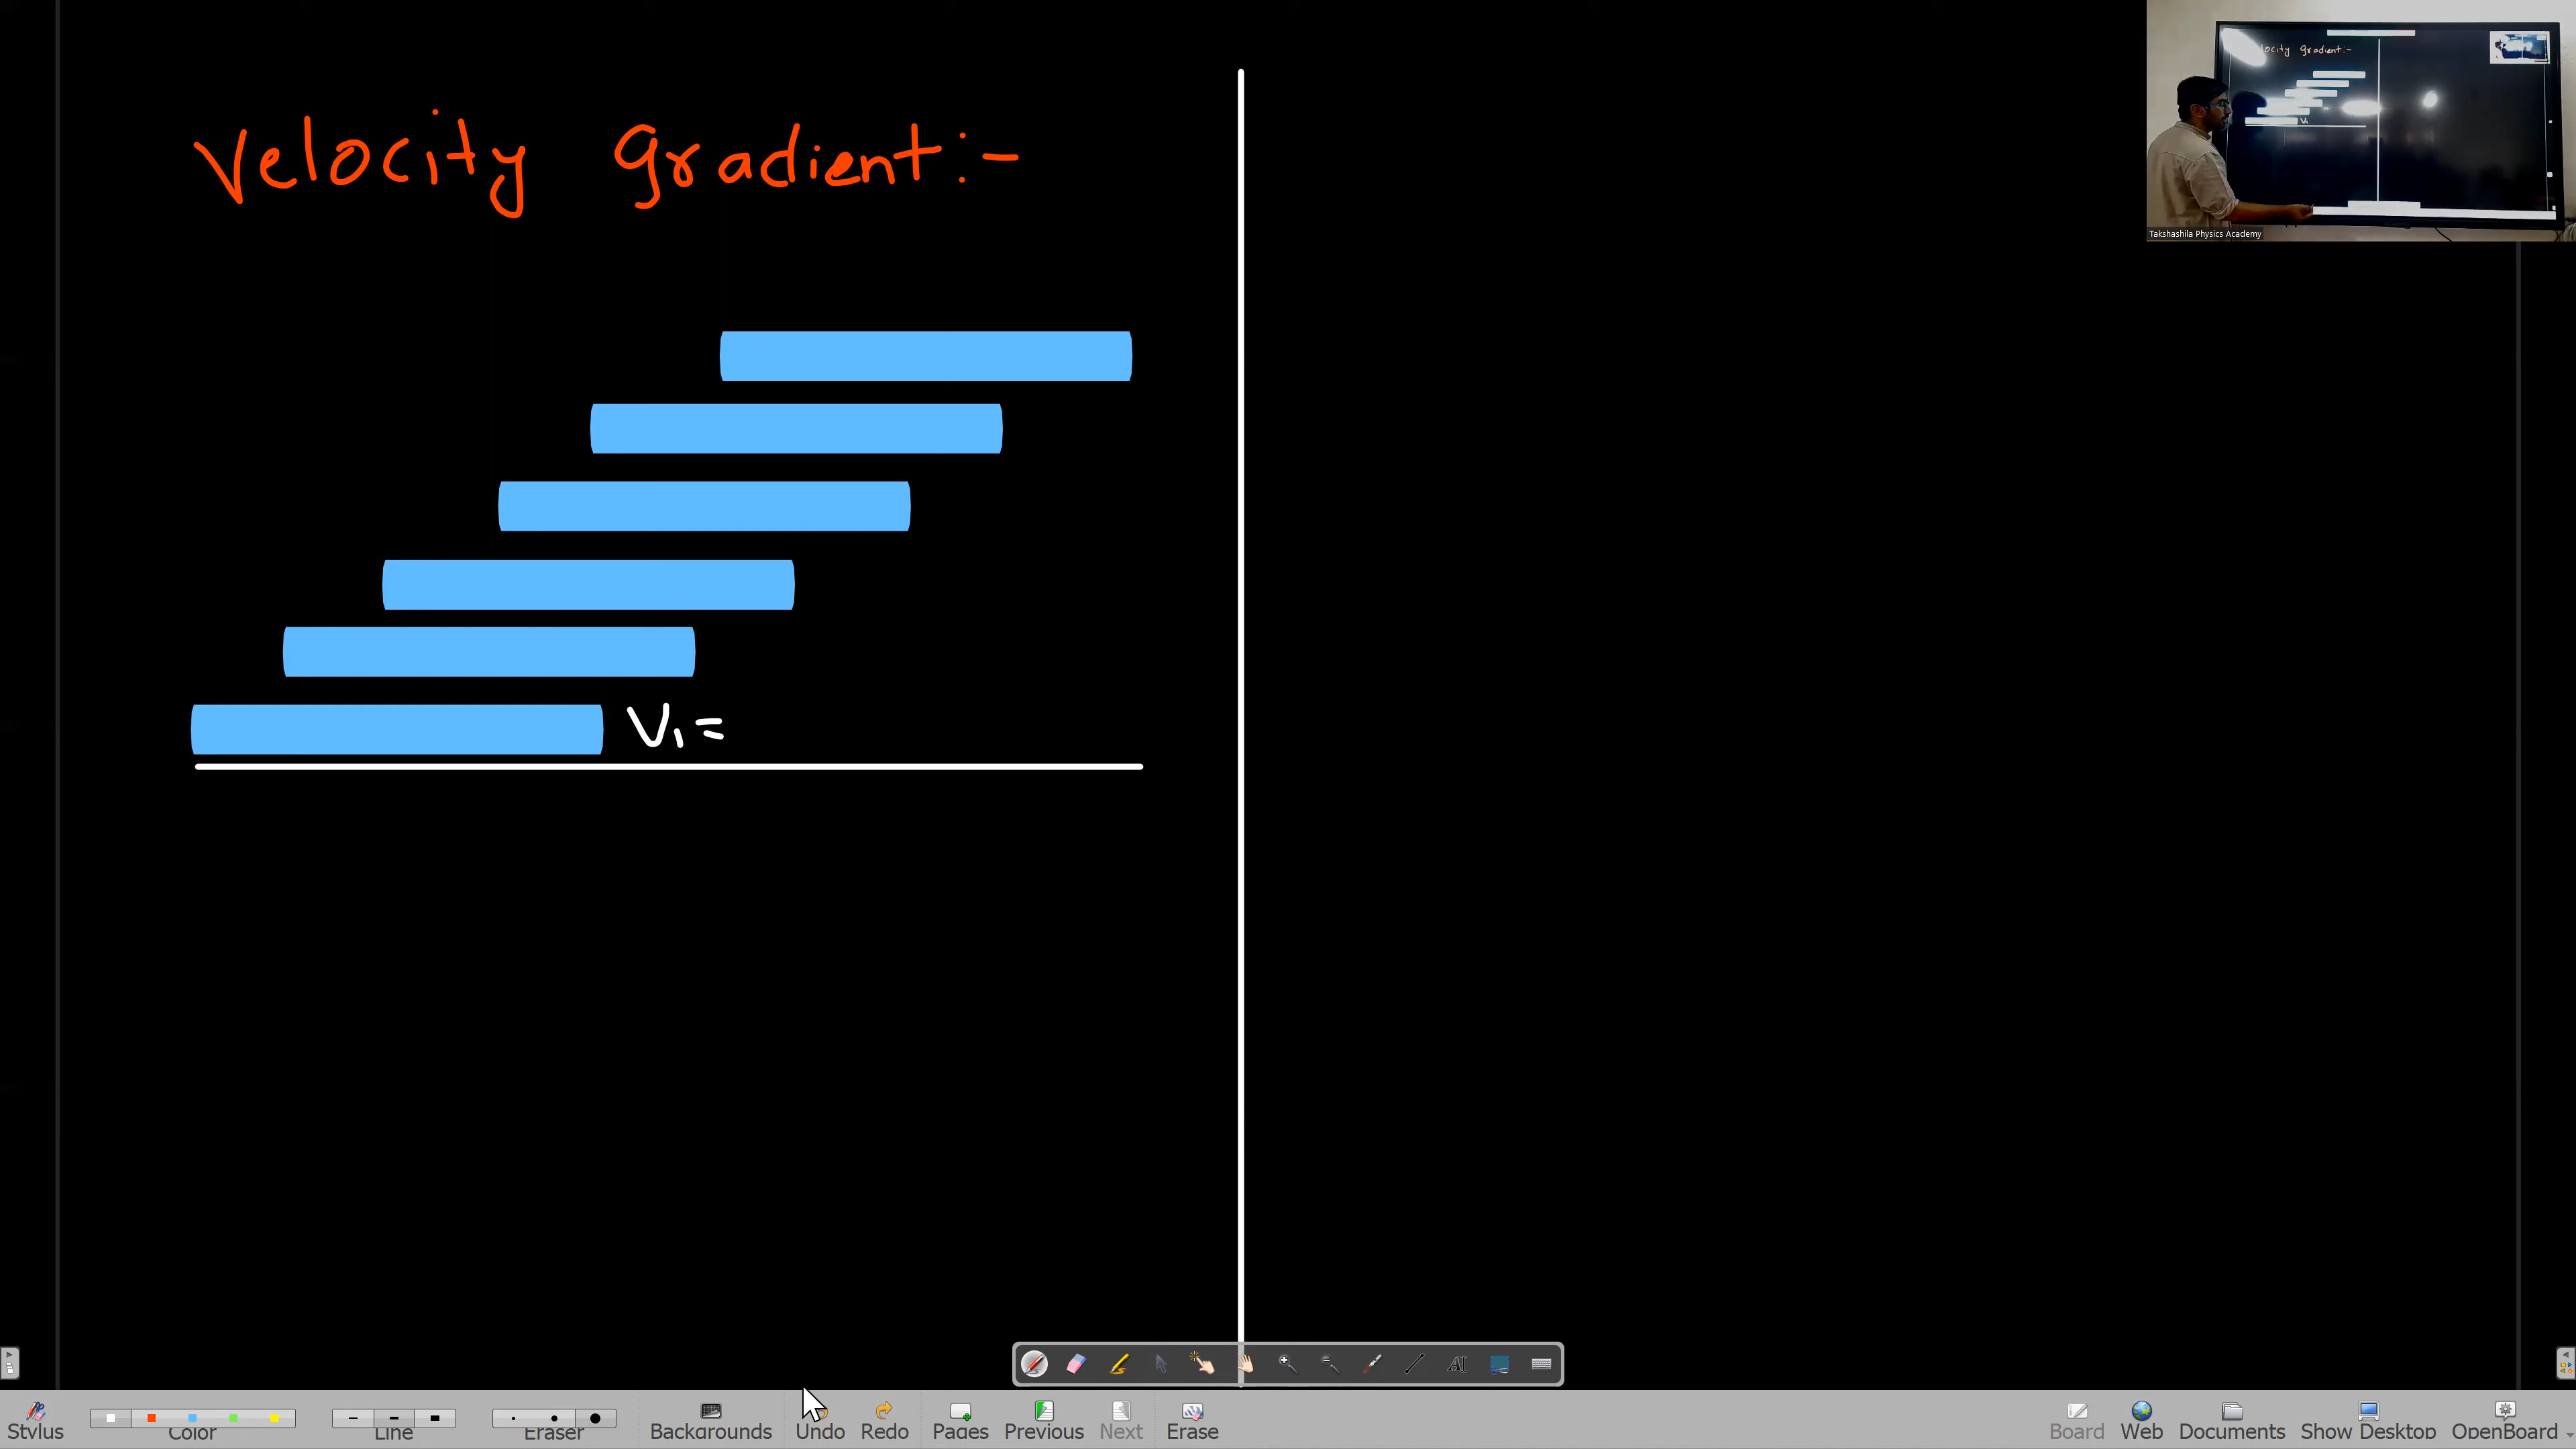 Velocity gradient:-
Takshashila Physics Academy
V₁ =
Stylus Color Line Eraser Backgrounds Undo Redo Pages Previous Next Erase Board Web Documents Show Desktop OpenBoard